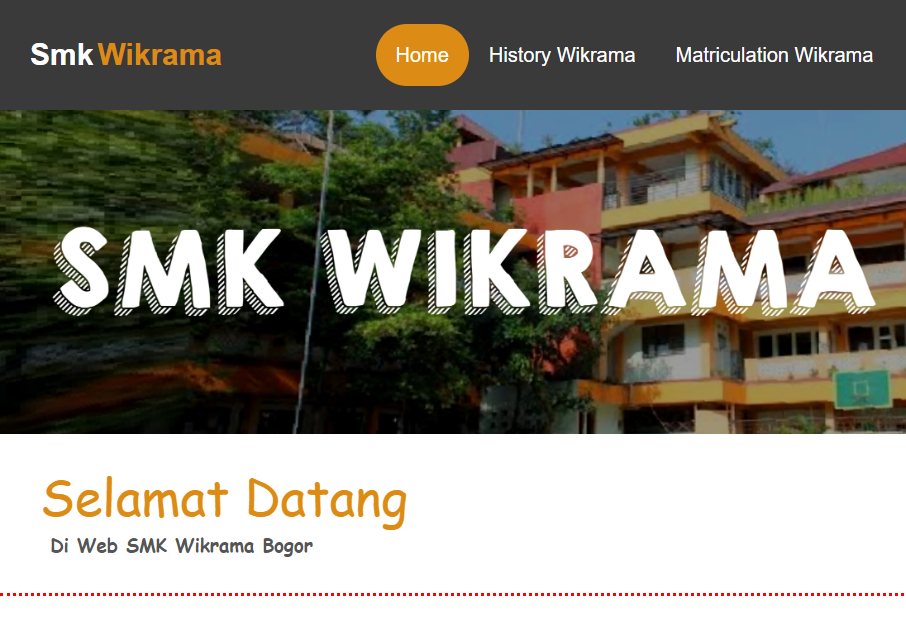 Smk Wikrama Home History Wikrama Matriculation Wikrama
SMK WIKRAMA
Selamat Datang
Di Web SMK Wikrama Bogor